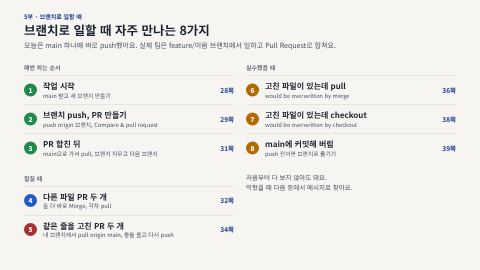 5부 · 브랜치로 일할 때
브랜치로 일할 때 자주 만나는 8가지
오늘은 main 하나에 바로 push했어요. 실제 팀은 feature/이름 브랜치에서 일하고 Pull Request로 합쳐요.
매번 하는 순서
1 작업 시작 28쪽
main 받고 새 브랜치 만들기
2 브랜치 push, PR 만들기 29쪽
push origin 브랜치, Compare & pull request
3 PR 합친 뒤 31쪽
main으로 가서 pull, 브랜치 지우고 다음 브랜치
합칠 때
4 다른 파일 PR 두 개 32쪽
둘 다 바로 Merge, 각자 pull
5 같은 줄을 고친 PR 두 개 34쪽
내 브랜치에서 pull origin main, 충돌 풀고 다시 push
실수했을 때
6 고친 파일이 있는데 pull 36쪽
would be overwritten by merge
7 고친 파일이 있는데 checkout 38쪽
would be overwritten by checkout
8 main에 커밋해 버림 39쪽
push 전이면 브랜치로 옮기기
처음부터 다 보지 않아도 돼요.
막혔을 때 다음 장에서 메시지로 찾아요.